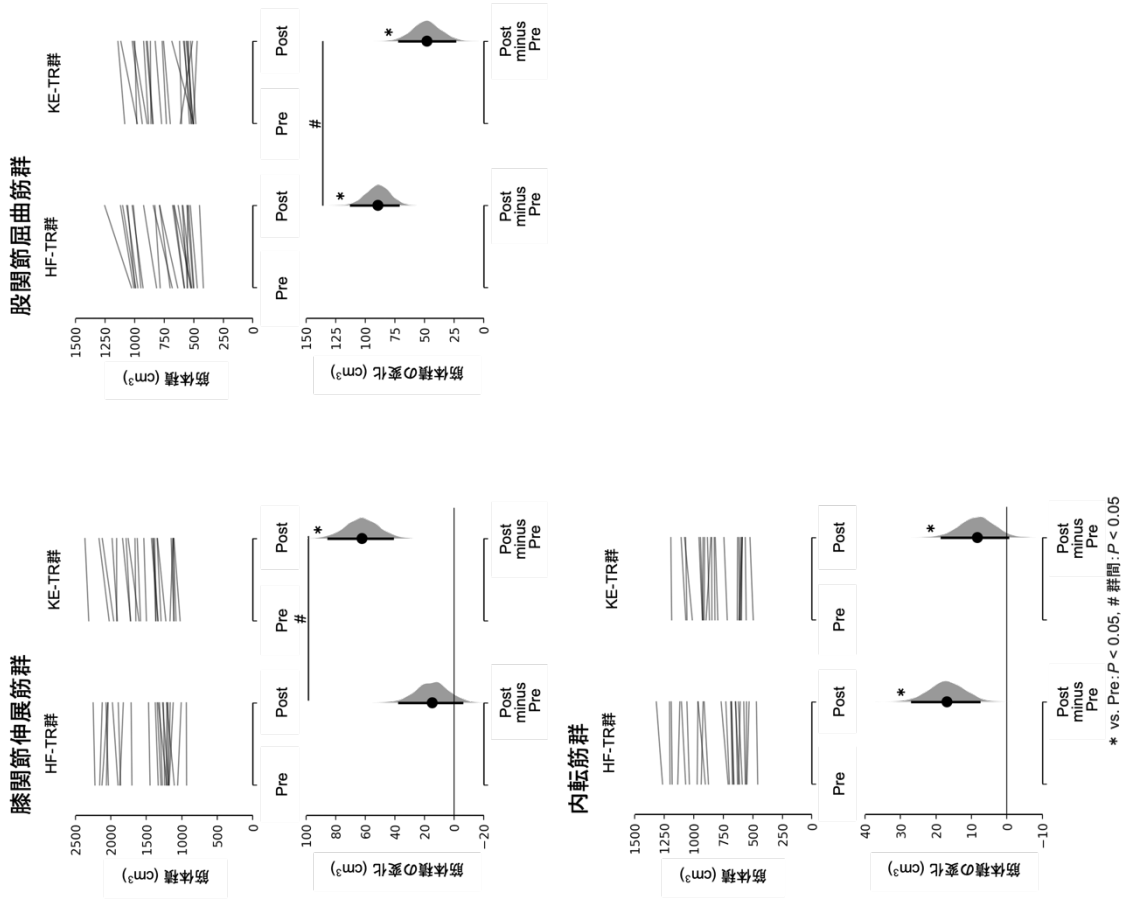 膝関節伸展筋群
HF-TR群
KE-TR群
筋体積 (cm³)
2500
2000
1500
1000
500
0
Pre
Post
Pre
Post
筋体積の変化 (cm³)
100
80
60
40
20
0
−20
#
*
Post
minus
Pre
Post
minus
Pre
股関節屈曲筋群
HF-TR群
KE-TR群
筋体積 (cm³)
1500
1250
1000
750
500
250
0
Pre
Post
Pre
Post
筋体積の変化 (cm³)
150
125
100
75
50
25
0
#
*
*
Post
minus
Pre
Post
minus
Pre
内転筋群
HF-TR群
KE-TR群
筋体積 (cm³)
1500
1250
1000
750
500
250
0
Pre
Post
Pre
Post
筋体積の変化 (cm³)
40
30
20
10
0
−10
*
*
Post
minus
Pre
Post
minus
Pre
* vs. Pre: P < 0.05, # 群間: P < 0.05